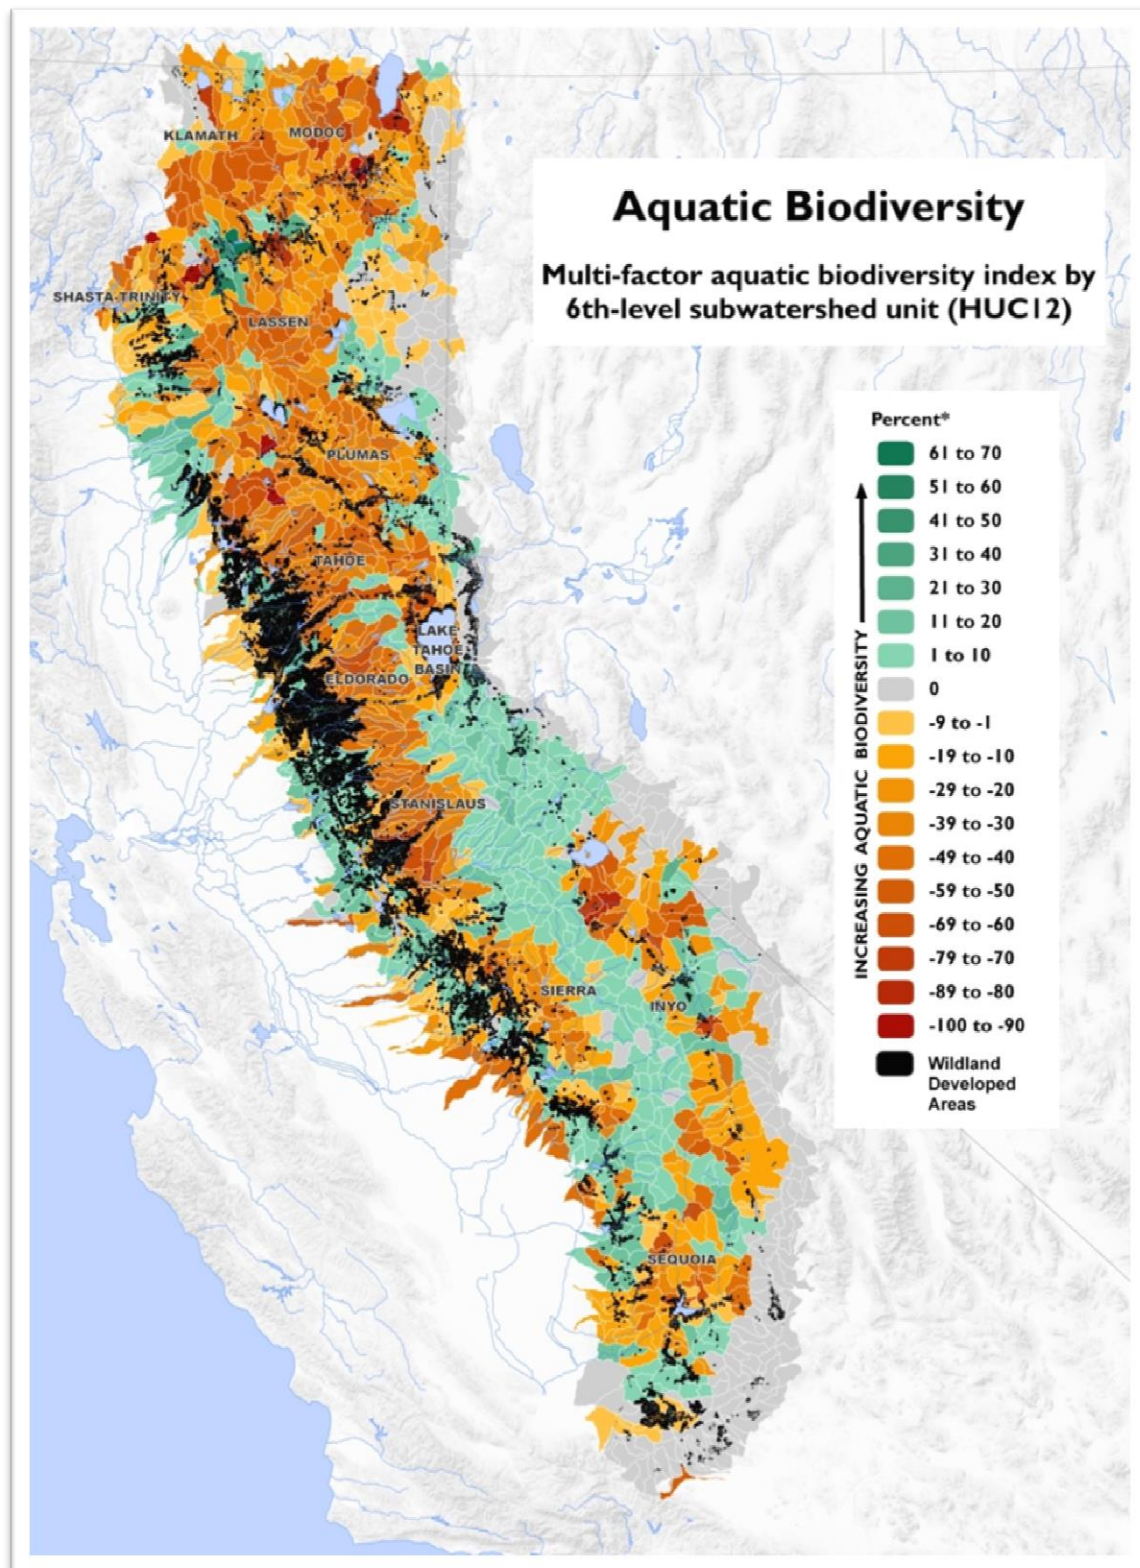 Aquatic Biodiversity
Multi-factor aquatic biodiversity index by
6th-level subwatershed unit (HUC12)
KLAMATH
MODOC
SHASTA-TRINITY
LASSEN
PLUMAS
TAHOE
LAKE
TAHOE
BASIN
ELDORADO
STANISLAUS
SIERRA
INYO
SEQUOIA
Percent*
61 to 70
51 to 60
41 to 50
31 to 40
21 to 30
11 to 20
1 to 10
0
-9 to -1
-19 to -10
-29 to -20
-39 to -30
-49 to -40
-59 to -50
-69 to -60
-79 to -70
-89 to -80
-100 to -90
Wildland
Developed
Areas
INCREASING AQUATIC BIODIVERSITY